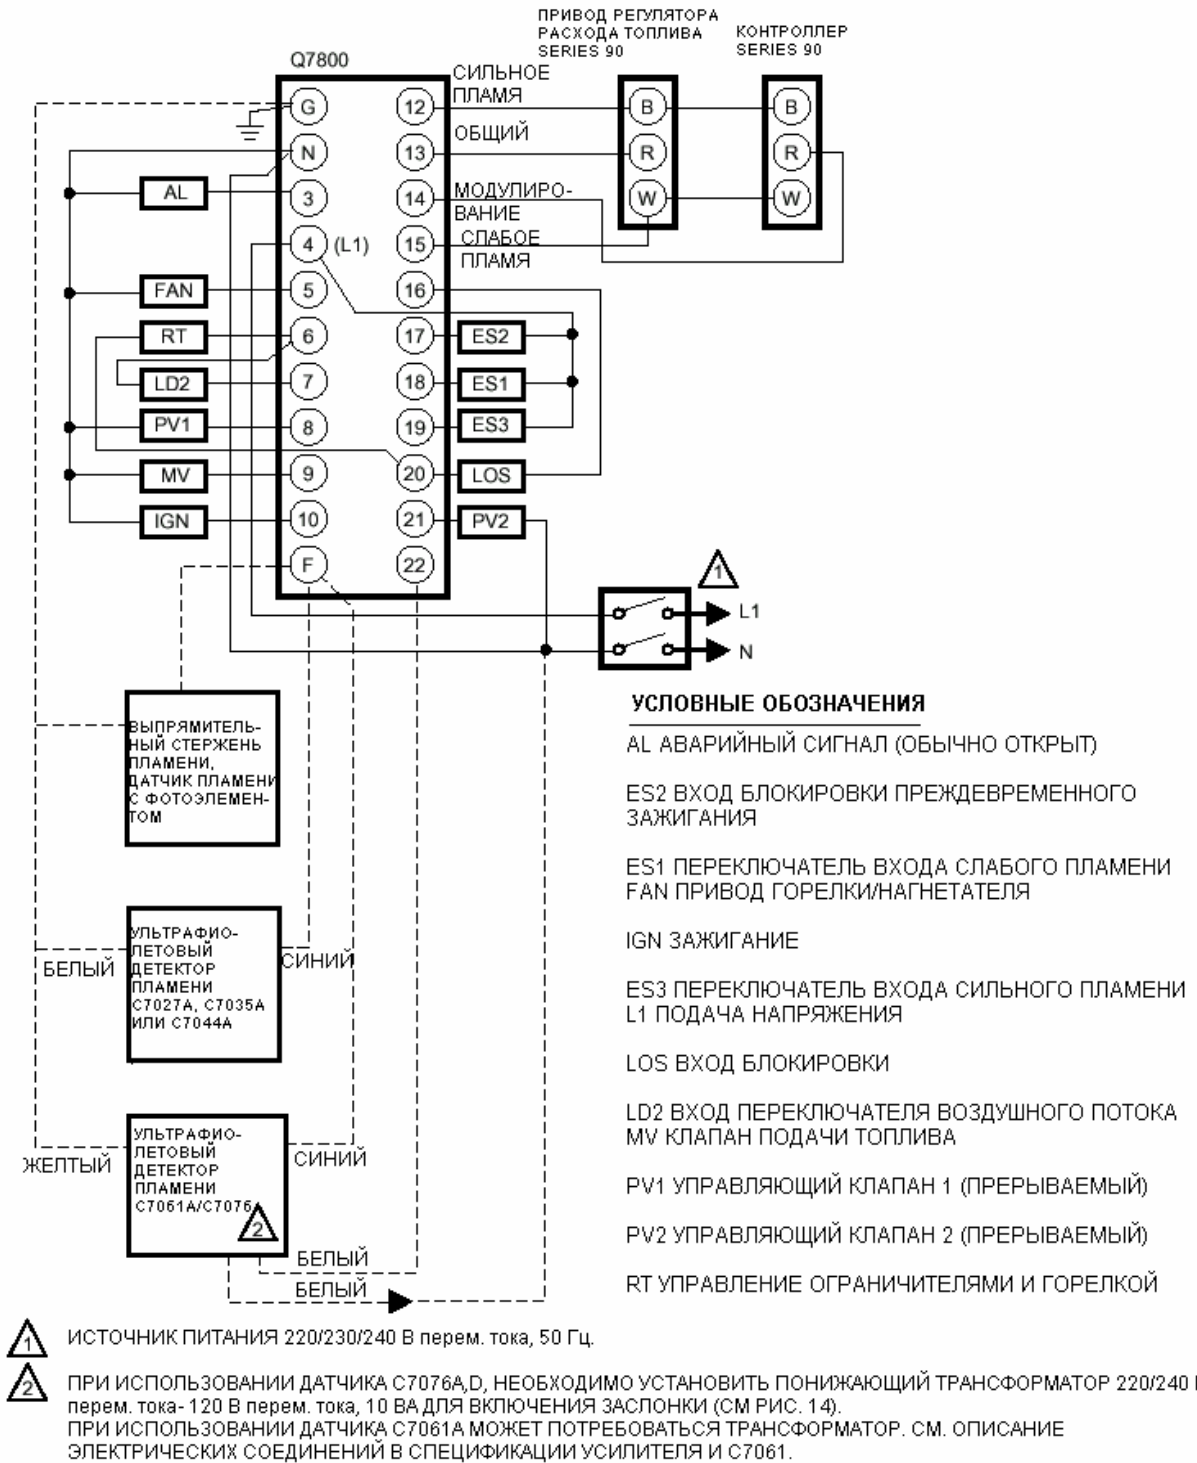 ПРИВОД РЕГУЛЯТОРА
РАСХОДА ТОПЛИВА
SERIES 90
КОНТРОЛЛЕР
SERIES 90
Q7800
СИЛЬНОЕ
ПЛАМЯ
G
12
B
B
ОБЩИЙ
N
13
R
R
AL
3
14
МОДУЛИРО-
ВАНИЕ
W
W
4
(L1)
15
СЛАБОЕ
ПЛАМЯ
FAN
5
16
RT
6
17
ES2
LD2
7
18
ES1
PV1
8
19
ES3
MV
9
20
LOS
IGN
10
21
PV2
F
22
1
L1
N
ВЫПРЯМИТЕЛЬ-
НЫЙ СТЕРЖЕНЬ
ПЛАМЕНИ,
ДАТЧИК ПЛАМЕНИ
С ФОТОЭЛЕМЕН-
ТОМ
УЛЬТРАФИО-
ЛЕТОВЫЙ
ДЕТЕКТОР
ПЛАМЕНИ
C7027A, C7035A
ИЛИ C7044A
БЕЛЫЙ
СИНИЙ
УЛЬТРАФИО-
ЛЕТОВЫЙ
ДЕТЕКТОР
ПЛАМЕНИ
C7061A/C7076
2
ЖЕЛТЫЙ
СИНИЙ
БЕЛЫЙ
БЕЛЫЙ
УСЛОВНЫЕ ОБОЗНАЧЕНИЯ
AL АВАРИЙНЫЙ СИГНАЛ (ОБЫЧНО ОТКРЫТ)
ES2 ВХОД БЛОКИРОВКИ ПРЕЖДЕВРЕМЕННОГО
ЗАЖИГАНИЯ
ES1 ПЕРЕКЛЮЧАТЕЛЬ ВХОДА СЛАБОГО ПЛАМЕНИ
FAN ПРИВОД ГОРЕЛКИ/НАГНЕТАТЕЛЯ
IGN ЗАЖИГАНИЕ
ES3 ПЕРЕКЛЮЧАТЕЛЬ ВХОДА СИЛЬНОГО ПЛАМЕНИ
L1 ПОДАЧА НАПРЯЖЕНИЯ
LOS ВХОД БЛОКИРОВКИ
LD2 ВХОД ПЕРЕКЛЮЧАТЕЛЯ ВОЗДУШНОГО ПОТОКА
MV КЛАПАН ПОДАЧИ ТОПЛИВА
PV1 УПРАВЛЯЮЩИЙ КЛАПАН 1 (ПРЕРЫВАЕМЫЙ)
PV2 УПРАВЛЯЮЩИЙ КЛАПАН 2 (ПРЕРЫВАЕМЫЙ)
RT УПРАВЛЕНИЕ ОГРАНИЧИТЕЛЯМИ И ГОРЕЛКОЙ
1 ИСТОЧНИК ПИТАНИЯ 220/230/240 В перем. тока, 50 Гц.
2 ПРИ ИСПОЛЬЗОВАНИИ ДАТЧИКА C7076A,D, НЕОБХОДИМО УСТАНОВИТЬ ПОНИЖАЮЩИЙ ТРАНСФОРМАТОР 220/240
перем. тока- 120 В перем. тока, 10 ВА ДЛЯ ВКЛЮЧЕНИЯ ЗАСЛОНКИ (СМ РИС. 14).
ПРИ ИСПОЛЬЗОВАНИИ ДАТЧИКА C7061A МОЖЕТ ПОТРЕБОВАТЬСЯ ТРАНСФОРМАТОР. СМ. ОПИСАНИЕ
ЭЛЕКТРИЧЕСКИХ СОЕДИНЕНИЙ В СПЕЦИФИКАЦИИ УСИЛИТЕЛЯ И C7061.